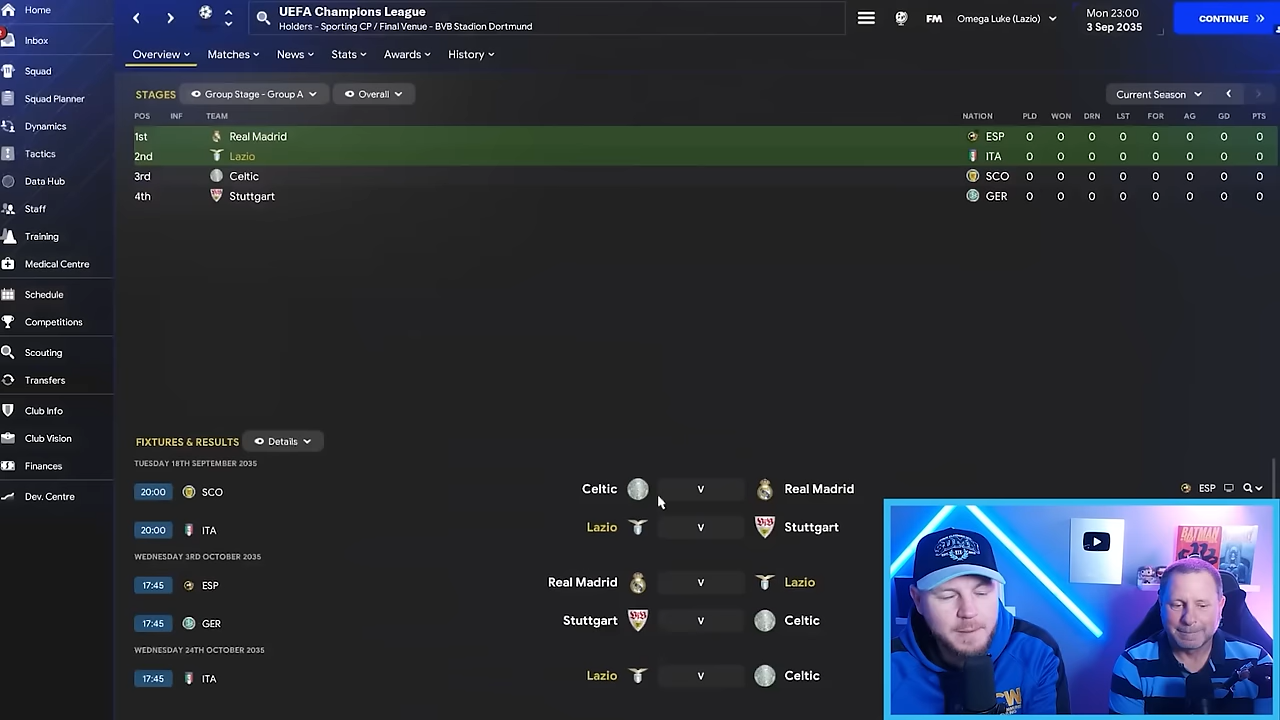 Home
Inbox
Squad
Squad Planner
Dynamics
Tactics
Data Hub
Staff
Training
Medical Centre
Schedule
Competitions
Scouting
Transfers
Club Info
Club Vision
Finances
Dev. Centre
UEFA Champions League
Holders - Sporting CP / Final Venue - BVB Stadion Dortmund
FM
Omega Luke (Lazio)
Mon 23:00
3 Sep 2035
CONTINUE
Overview Matches News Stats Awards History
STAGES Group Stage - Group A Overall Current Season
POS INF TEAM NATION PLD WON DRN LST FOR AG GD PTS
1st Real Madrid ESP 0 0 0 0 0 0 0 0
2nd Lazio ITA 0 0 0 0 0 0 0 0
3rd Celtic SCO 0 0 0 0 0 0 0 0
4th Stuttgart GER 0 0 0 0 0 0 0 0
FIXTURES & RESULTS Details
TUESDAY 18TH SEPTEMBER 2035
20:00 SCO Celtic v Real Madrid ESP
20:00 ITA Lazio v Stuttgart
WEDNESDAY 3RD OCTOBER 2035
17:45 ESP Real Madrid v Lazio
17:45 GER Stuttgart v Celtic
WEDNESDAY 24TH OCTOBER 2035
17:45 ITA Lazio v Celtic
BATMAN